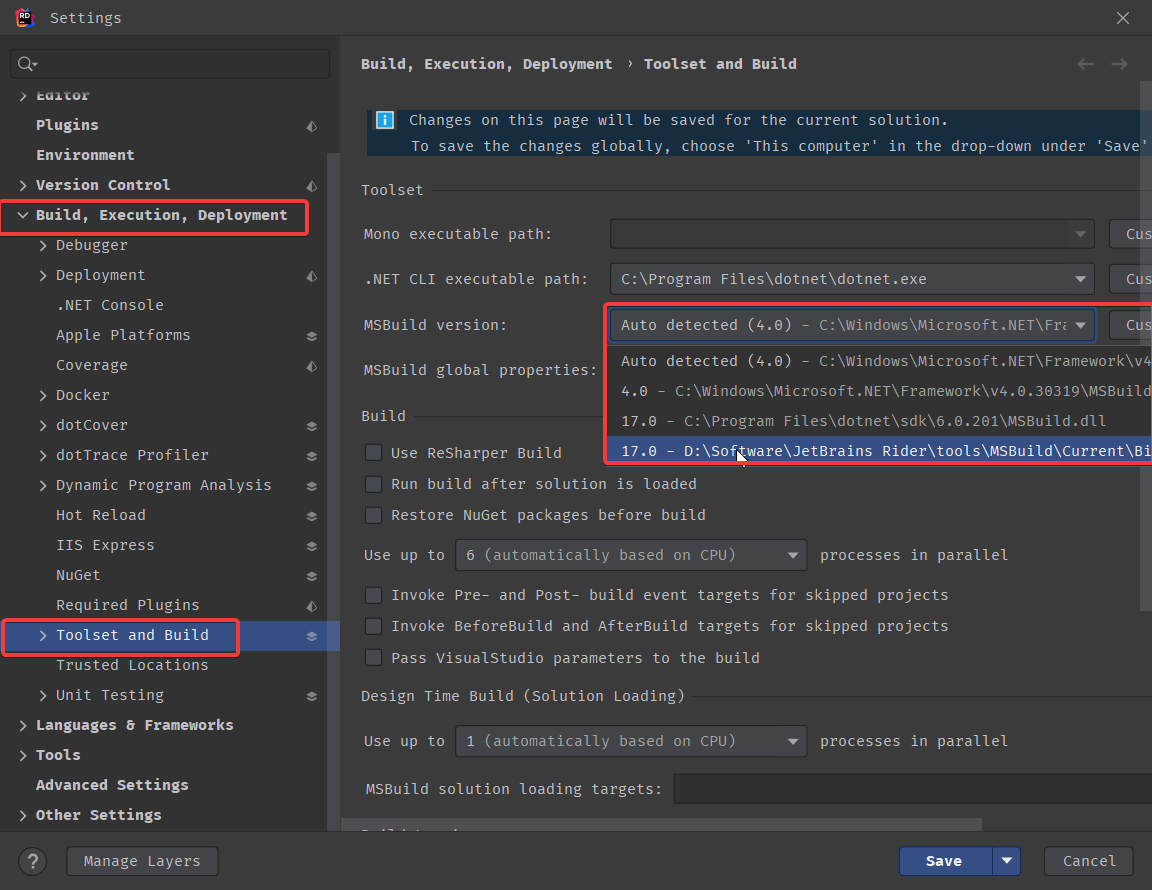 RD
Settings
Editor
Plugins
Environment
Version Control
Build, Execution, Deployment
Debugger
Deployment
.NET Console
Apple Platforms
Coverage
Docker
dotCover
dotTrace Profiler
Dynamic Program Analysis
Hot Reload
IIS Express
NuGet
Required Plugins
Toolset and Build
Trusted Locations
Unit Testing
Languages & Frameworks
Tools
Advanced Settings
Other Settings
Build, Execution, Deployment › Toolset and Build
Changes on this page will be saved for the current solution.
To save the changes globally, choose 'This computer' in the drop-down under 'Save'
Toolset
Mono executable path: Cus
.NET CLI executable path: C:\Program Files\dotnet\dotnet.exe Cus
MSBuild version: Auto detected (4.0) - C:\Windows\Microsoft.NET\Fra Cus
Auto detected (4.0) - C:\Windows\Microsoft.NET\Framework\v4
MSBuild global properties:
4.0 - C:\Windows\Microsoft.NET\Framework\v4.0.30319\MSBuild
17.0 - C:\Program Files\dotnet\sdk\6.0.201\MSBuild.dll
17.0 - D:\Software\JetBrains Rider\tools\MSBuild\Current\Bi
Build
Use ReSharper Build
Run build after solution is loaded
Restore NuGet packages before build
Use up to 6 (automatically based on CPU) processes in parallel
Invoke Pre- and Post- build event targets for skipped projects
Invoke BeforeBuild and AfterBuild targets for skipped projects
Pass VisualStudio parameters to the build
Design Time Build (Solution Loading)
Use up to 1 (automatically based on CPU) processes in parallel
MSBuild solution loading targets:
? Manage Layers Save Cancel